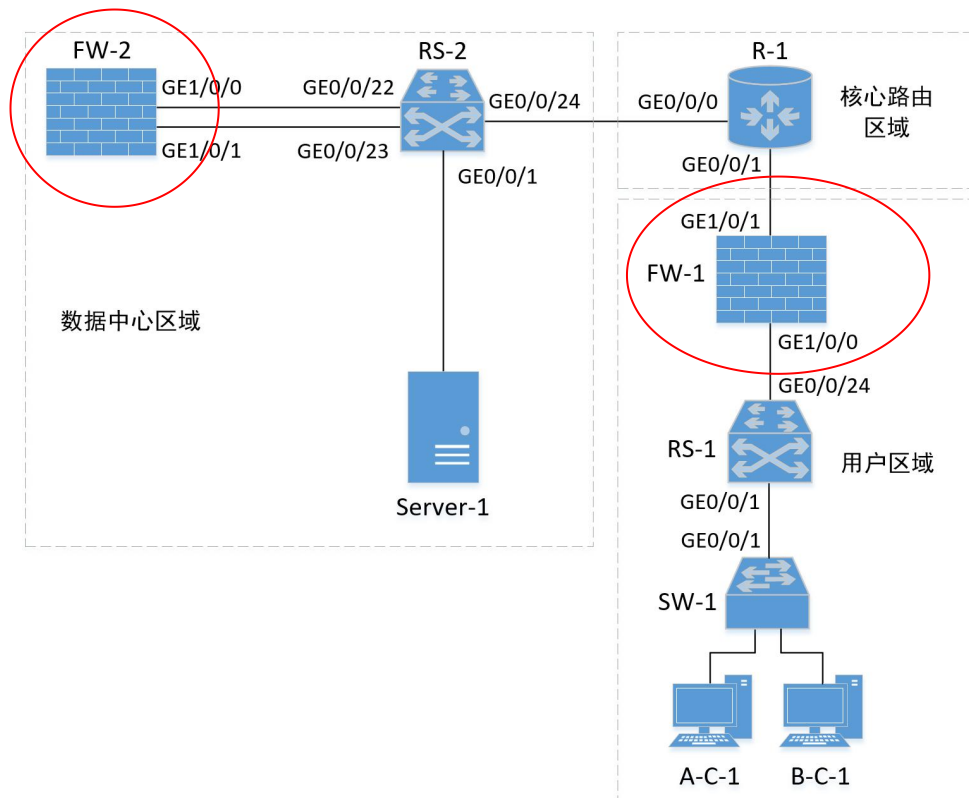 FW-2
RS-2
R-1
GE1/0/0
GE0/0/22
GE0/0/24
GE0/0/0
核心路由
区域
GE1/0/1
GE0/0/23
GE0/0/1
GE0/0/1
GE1/0/1
FW-1
数据中心区域
GE1/0/0
GE0/0/24
RS-1
用户区域
Server-1
GE0/0/1
GE0/0/1
SW-1
A-C-1
B-C-1